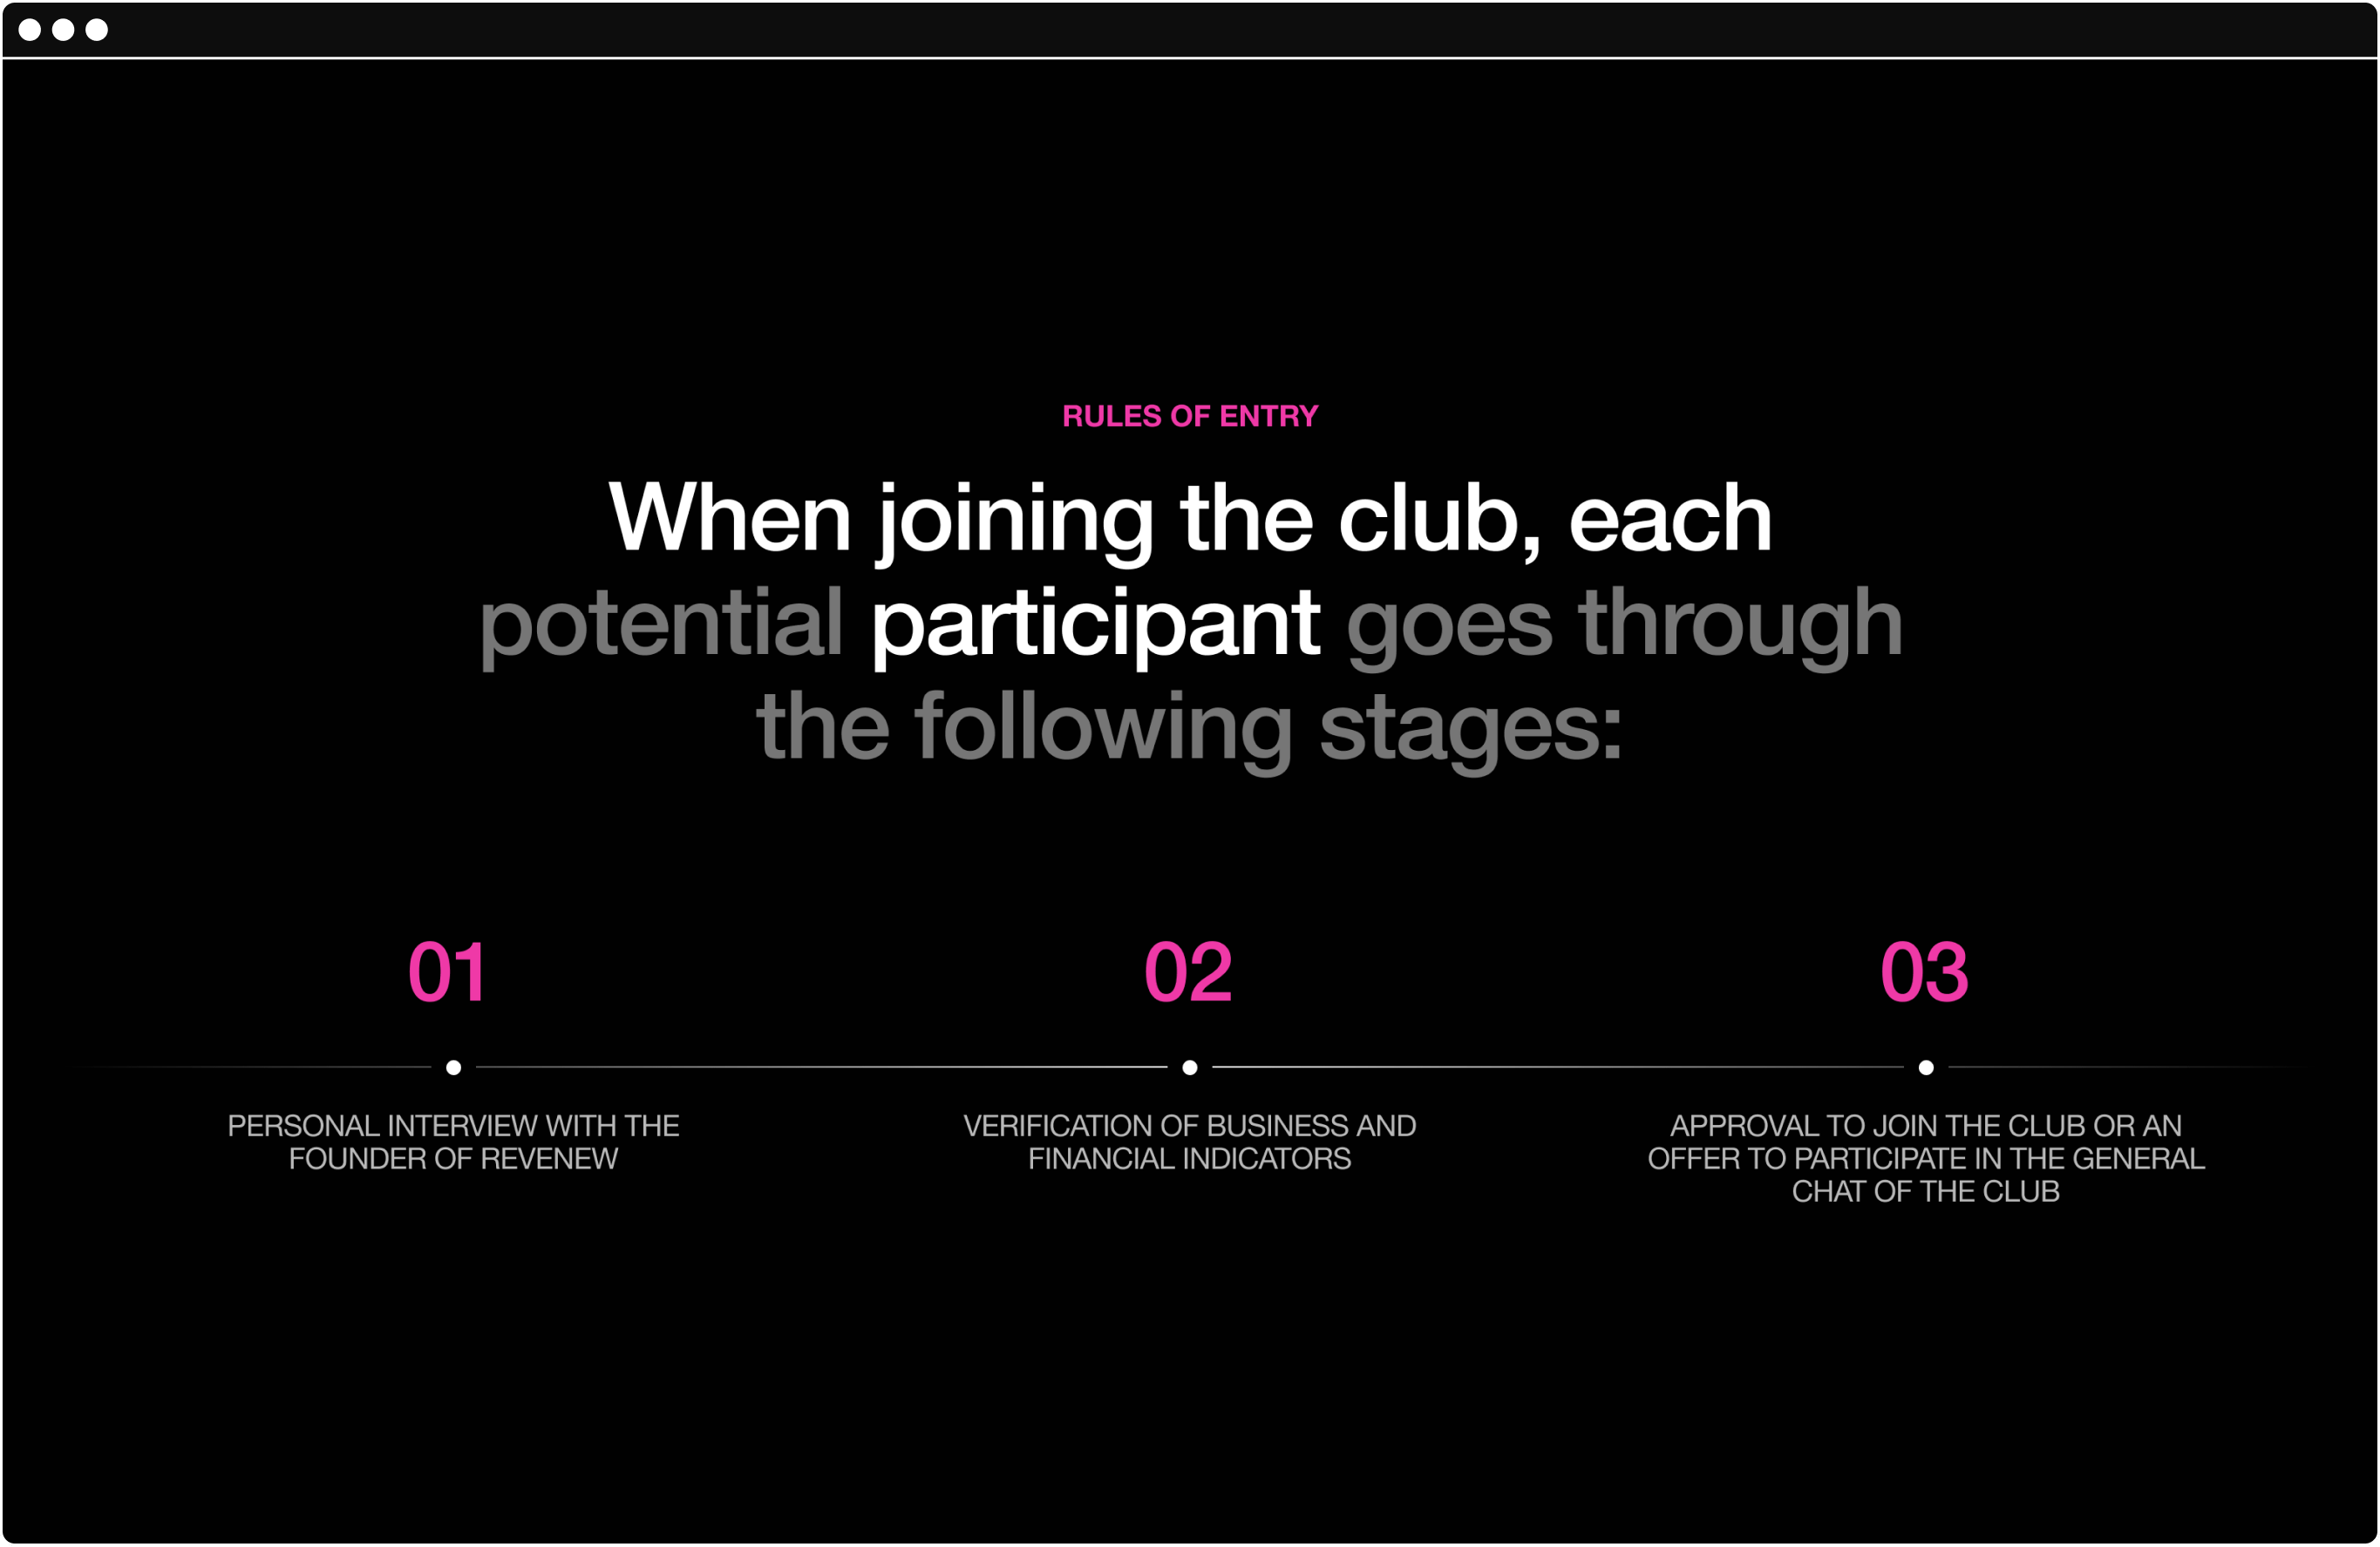 RULES OF ENTRY
When joining the club, each
potential participant goes through
the following stages:
01
02
03
PERSONAL INTERVIEW WITH THE
FOUNDER OF REVENEW
VERIFICATION OF BUSINESS AND
FINANCIAL INDICATORS
APPROVAL TO JOIN THE CLUB OR AN
OFFER TO PARTICIPATE IN THE GENERAL
CHAT OF THE CLUB